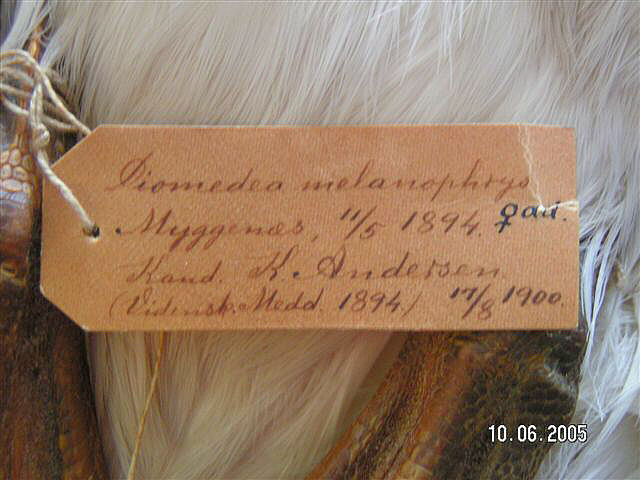 Diomedea melanophrys
Myggenæs, 11/5 1894. ♀ ad.
Kand. K. Andersen
(Vidensk. Medd. 1894) 17/8 1900.
10.06.2005